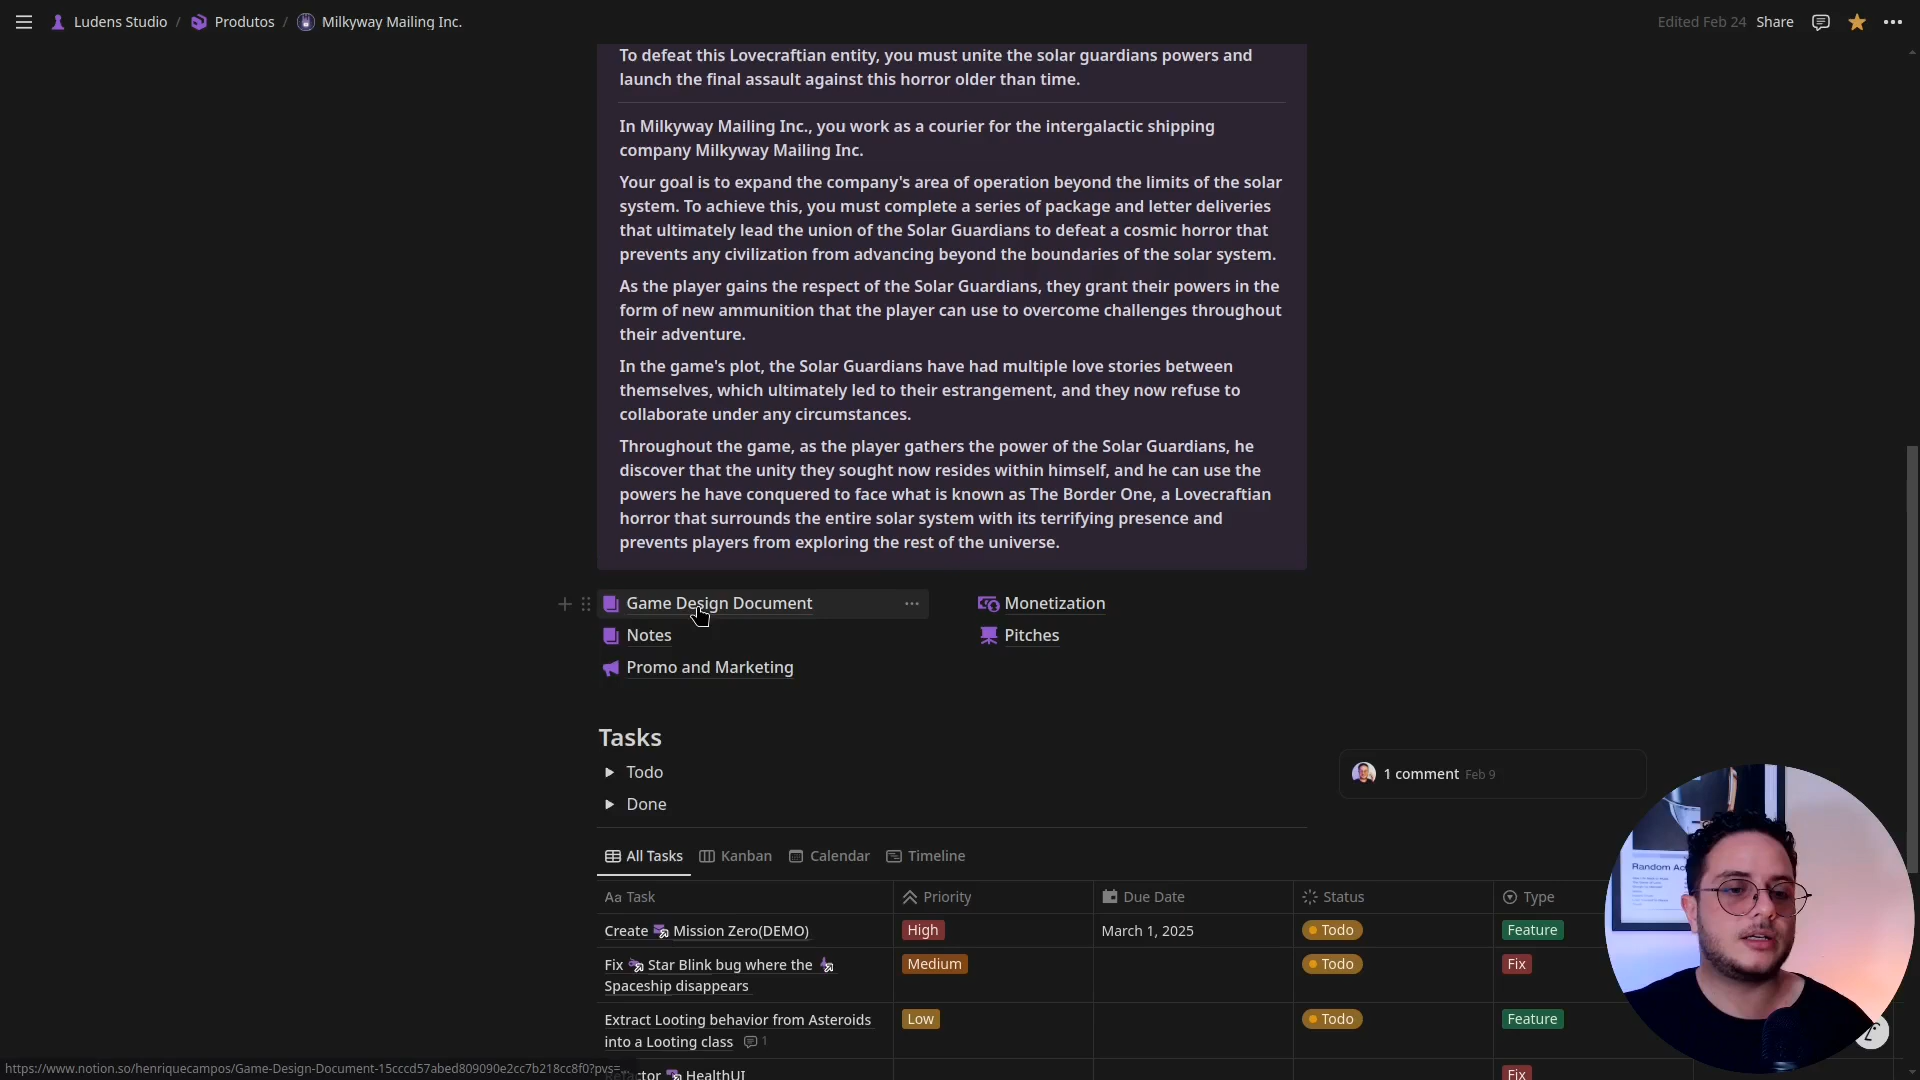 Ludens Studio / Produtos / Milkyway Mailing Inc.
Edited Feb 24 Share
To defeat this Lovecraftian entity, you must unite the solar guardians powers and
launch the final assault against this horror older than time.
In Milkyway Mailing Inc., you work as a courier for the intergalactic shipping
company Milkyway Mailing Inc.
Your goal is to expand the company's area of operation beyond the limits of the solar
system. To achieve this, you must complete a series of package and letter deliveries
that ultimately lead the union of the Solar Guardians to defeat a cosmic horror that
prevents any civilization from advancing beyond the boundaries of the solar system.
As the player gains the respect of the Solar Guardians, they grant their powers in the
form of new ammunition that the player can use to overcome challenges throughout
their adventure.
In the game's plot, the Solar Guardians have had multiple love stories between
themselves, which ultimately led to their estrangement, and they now refuse to
collaborate under any circumstances.
Throughout the game, as the player gathers the power of the Solar Guardians, he
discover that the unity they sought now resides within himself, and he can use the
powers he have conquered to face what is known as The Border One, a Lovecraftian
horror that surrounds the entire solar system with its terrifying presence and
prevents players from exploring the rest of the universe.
Game Design Document
Monetization
Notes
Pitches
Promo and Marketing
Tasks
Todo
Done
1 comment Feb 9
All Tasks Kanban Calendar Timeline
Aa Task Priority Due Date Status Type
Create Mission Zero(DEMO) High March 1, 2025 Todo Feature
Fix Star Blink bug where the
Spaceship disappears
Medium Todo Fix
Extract Looting behavior from Asteroids
into a Looting class 1
Low Todo Feature
HealthUI Fix
Random
https://www.notion.so/henriquecampos/Game-Design-Document-15cccd57abed809090e2cc7b218cc8f0?pvs=...